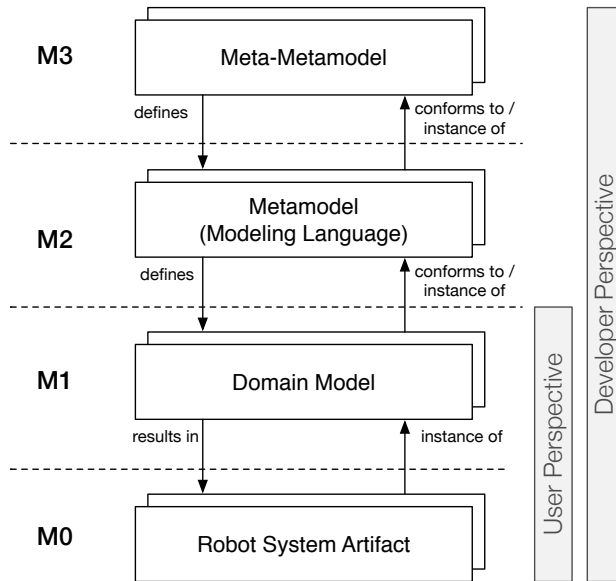 M3
Meta-Metamodel
defines
conforms to /
instance of
M2
Metamodel
(Modeling Language)
defines
conforms to /
instance of
M1
Domain Model
results in
instance of
M0
Robot System Artifact
User Perspective
Developer Perspective